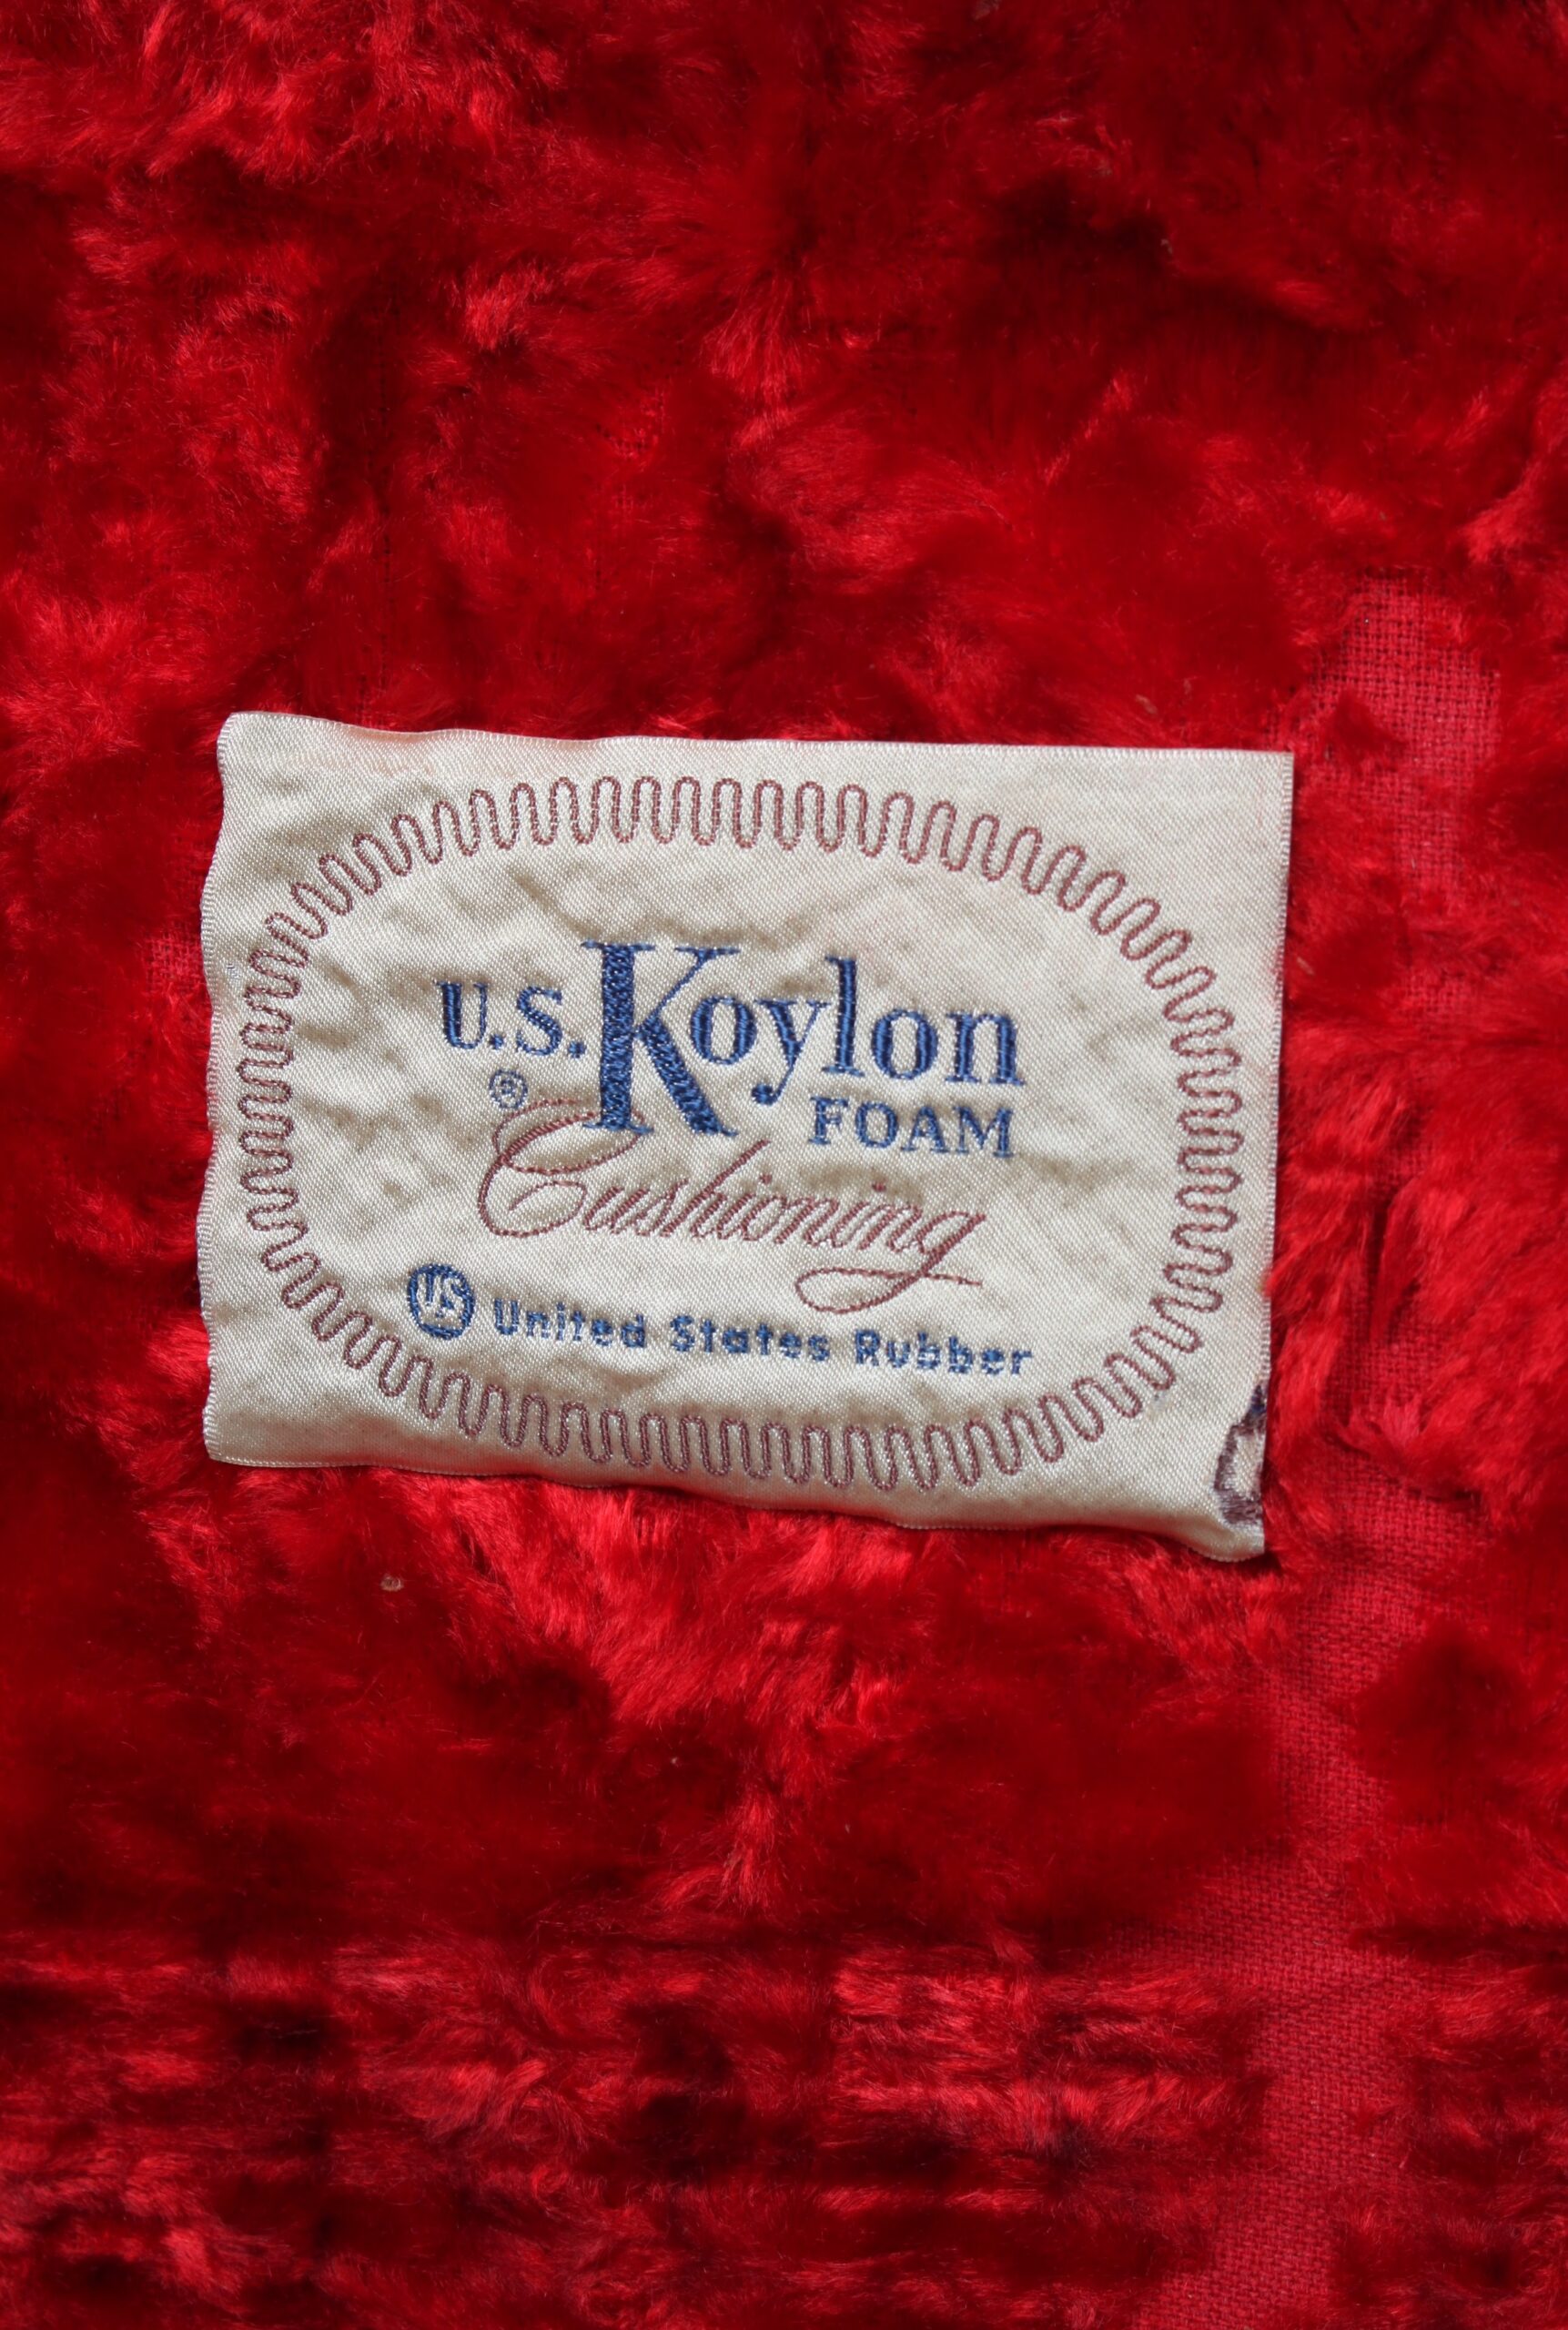 U.S. Koylon
® FOAM
Cushioning
US United States Rubber